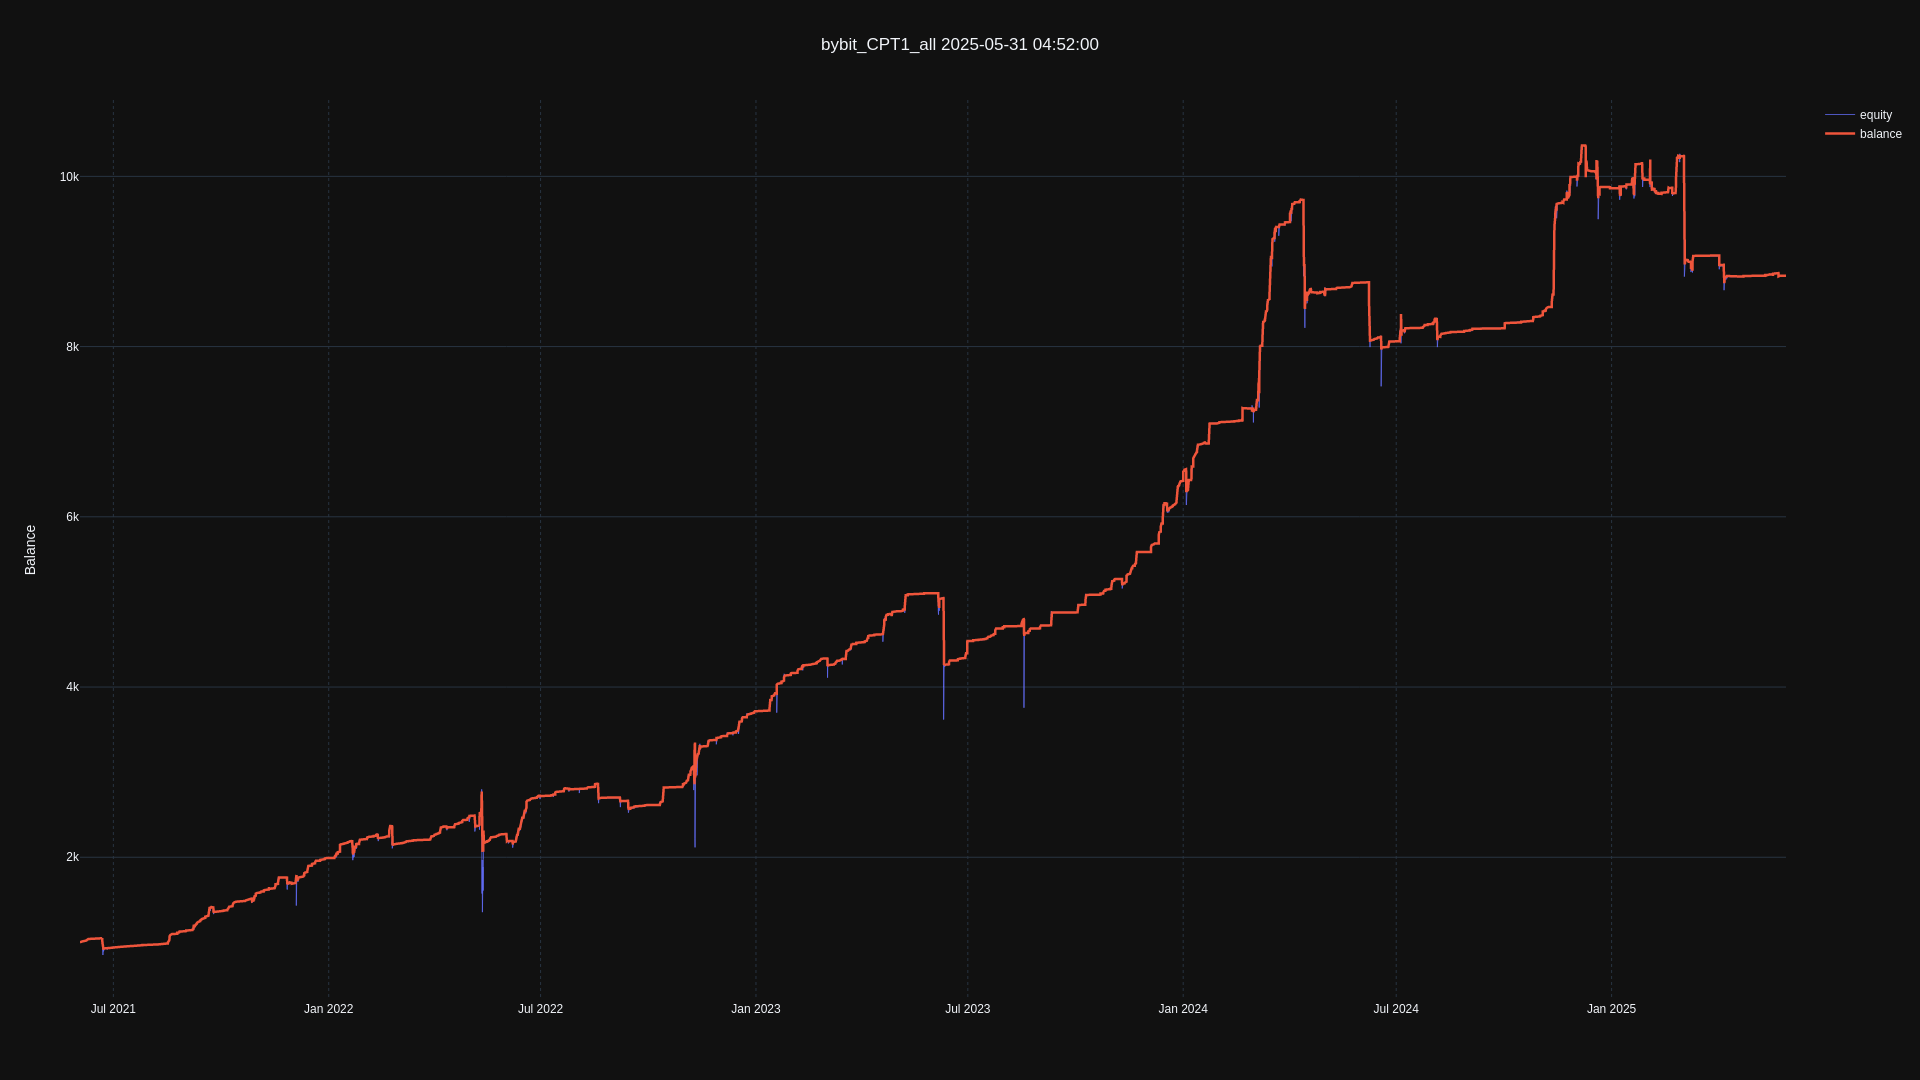 bybit_CPT1_all 2025-05-31 04:52:00
equity
balance
10k
8k
6k
4k
2k
Balance
Jul 2021
Jan 2022
Jul 2022
Jan 2023
Jul 2023
Jan 2024
Jul 2024
Jan 2025